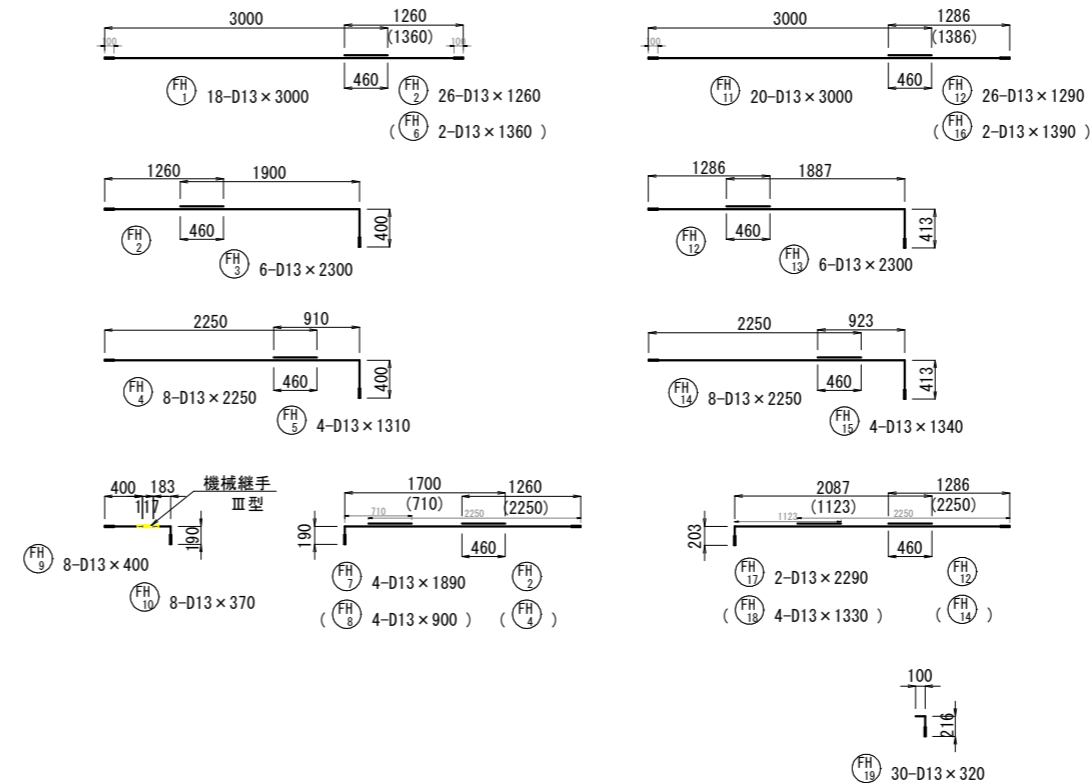 3000
1260
(1360)
100
100
460
FH 1 18-D13×3000
FH 2 26-D13×1260
( FH 6 2-D13×1360 )
3000
1286
(1386)
100
460
FH 11 20-D13×3000
FH 12 26-D13×1290
( FH 16 2-D13×1390 )
1260
1900
460
400
FH 2
FH 3 6-D13×2300
1286
1887
460
413
FH 12
FH 13 6-D13×2300
2250
910
460
400
FH 4 8-D13×2250
FH 5 4-D13×1310
2250
923
460
413
FH 14 8-D13×2250
FH 15 4-D13×1340
400
183
117
機械継手
Ⅲ型
190
FH 9 8-D13×400
FH 10 8-D13×370
1700
1260
(710)
(2250)
710
2250
190
460
FH 7 4-D13×1890
FH 2
( FH 8 4-D13×900 )
( FH 4 )
2087
1286
(1123)
(2250)
1123
2250
203
460
FH 17 2-D13×2290
FH 12
( FH 18 4-D13×1330 )
( FH 14 )
100
216
FH 19 30-D13×320